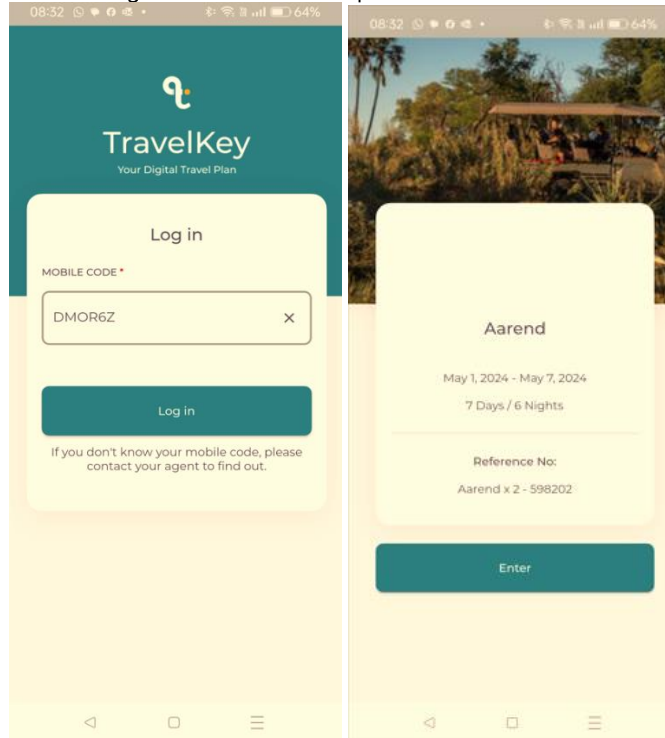 08:32
64%
TravelKey
Your Digital Travel Plan
Log in
MOBILE CODE *
DMOR6Z
Log in
If you don't know your mobile code, please
contact your agent to find out.
08:32
64%
Aarend
May 1, 2024 - May 7, 2024
7 Days / 6 Nights
Reference No:
Aarend x 2 - 598202
Enter